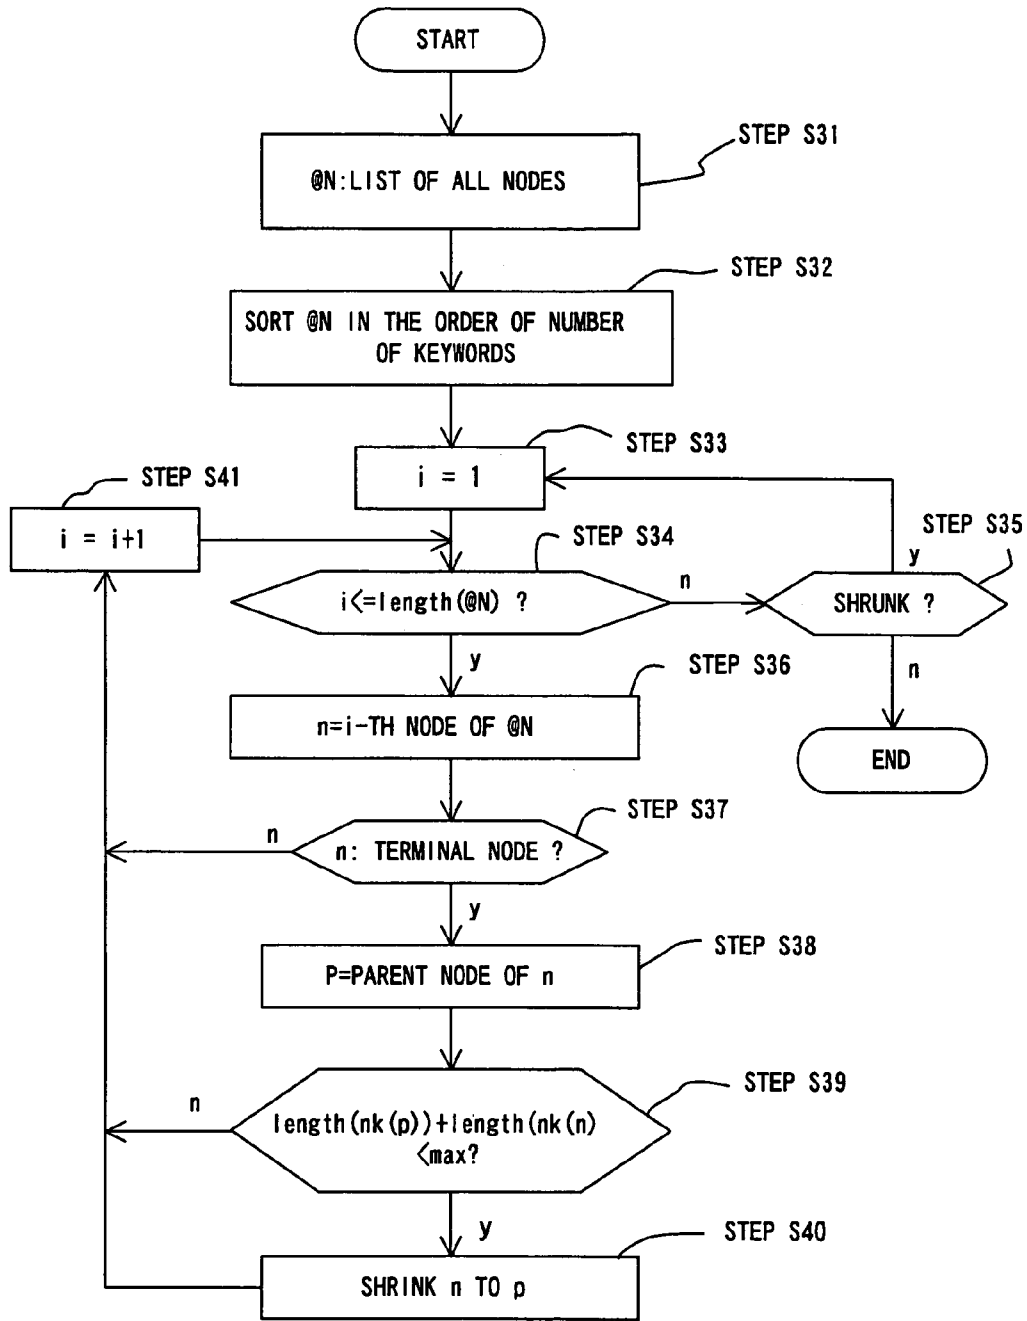 START
STEP S31
@N:LIST OF ALL NODES
STEP S32
SORT @N IN THE ORDER OF NUMBER
OF KEYWORDS
STEP S33
i = 1
STEP S41
i = i+1
STEP S34
i<=length(@N) ?
n
STEP S35
y
SHRUNK ?
n
END
y
STEP S36
n=i-TH NODE OF @N
STEP S37
n: TERMINAL NODE ?
n
y
STEP S38
P=PARENT NODE OF n
STEP S39
n
length(nk(p))+length(nk(n)
<max?
y
STEP S40
SHRINK n TO p